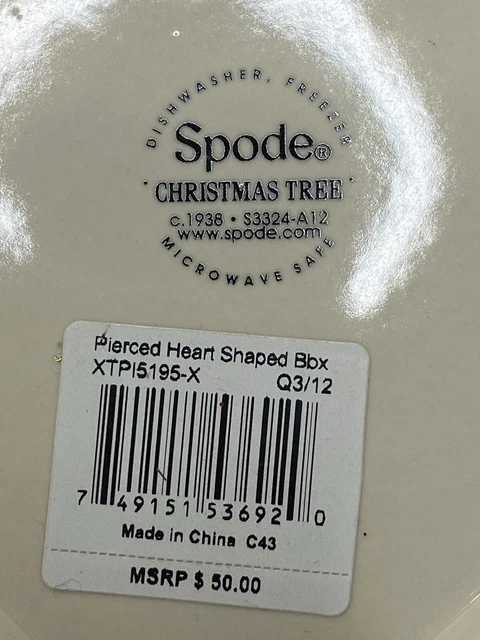 DISHWASHER, FREEZER
Spode®
CHRISTMAS TREE
c.1938 • S3324-A12
www.spode.com
MICROWAVE SAFE
Pierced Heart Shaped Bbx
XTPI5195-X Q3/12
7 49151 53692 0
Made in China C43
MSRP $ 50.00